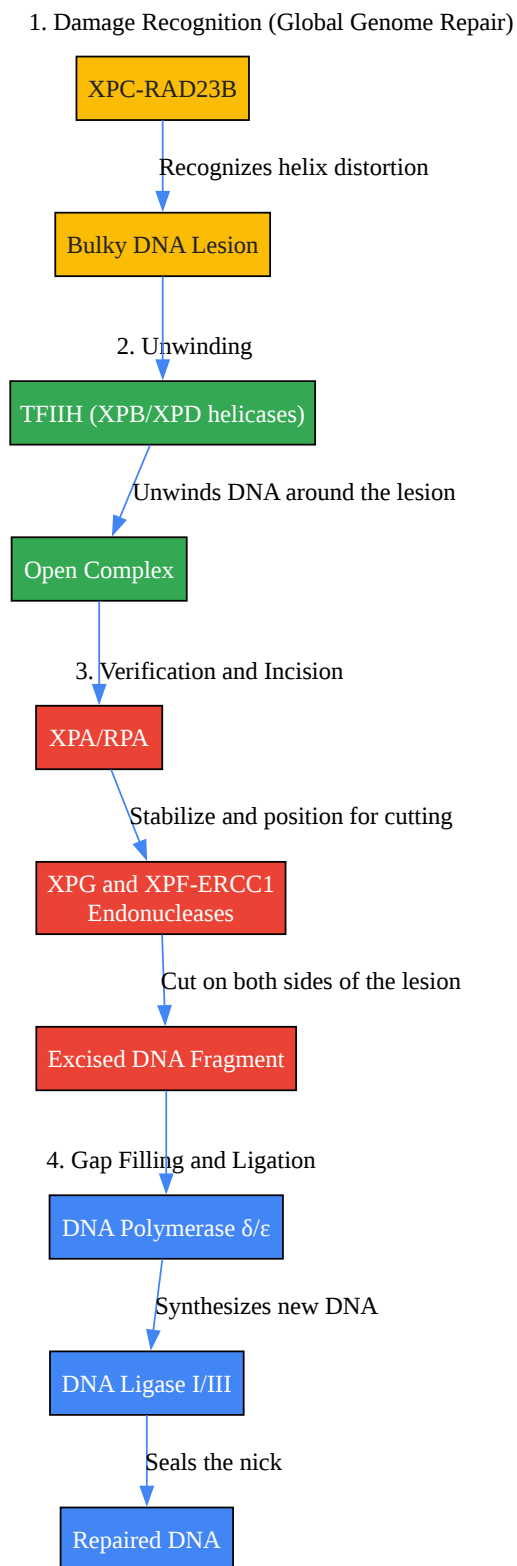 1. Damage Recognition (Global Genome Repair)
XPC-RAD23B
Recognizes helix distortion
Bulky DNA Lesion
2. Unwinding
TFIIH (XPB/XPD helicases)
Unwinds DNA around the lesion
Open Complex
3. Verification and Incision
XPA/RPA
Stabilize and position for cutting
XPG and XPF-ERCC1
Endonucleases
Cut on both sides of the lesion
Excised DNA Fragment
4. Gap Filling and Ligation
DNA Polymerase δ/ε
Synthesizes new DNA
DNA Ligase I/III
Seals the nick
Repaired DNA